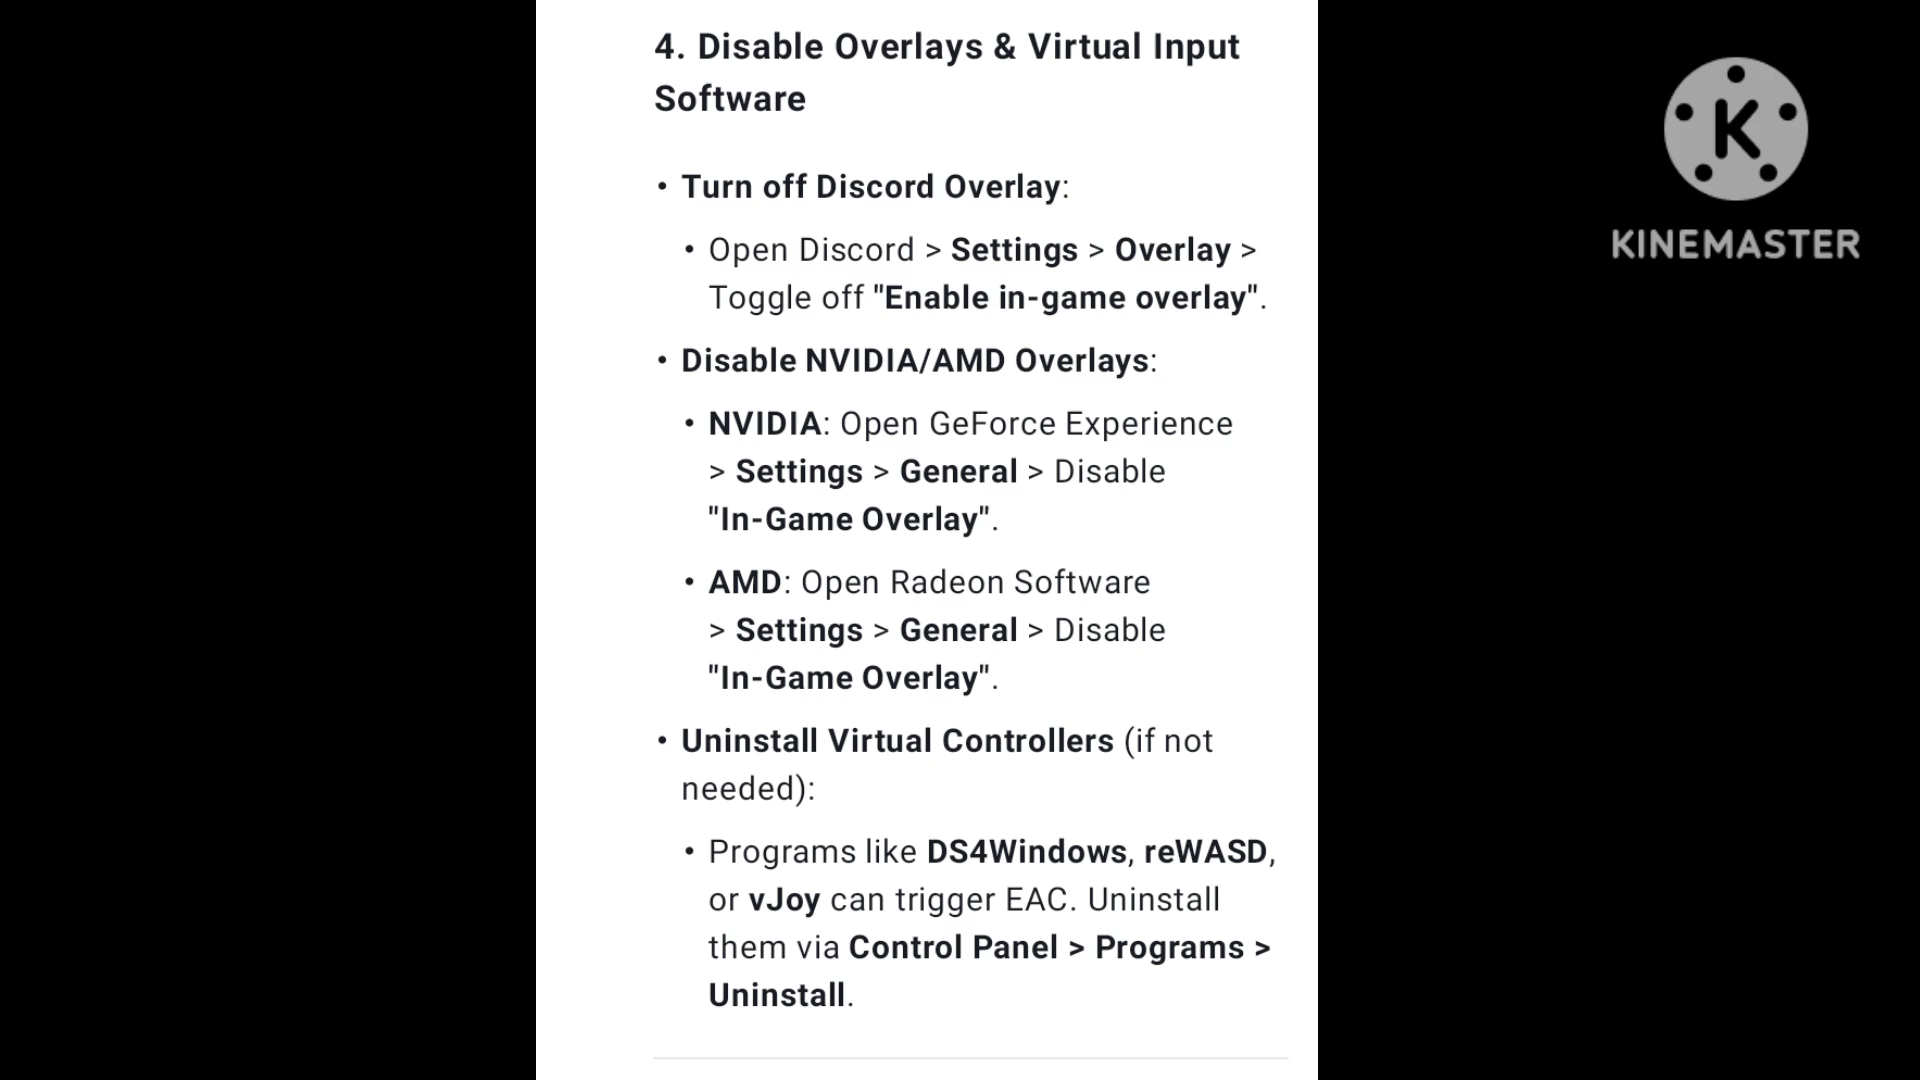 4. Disable Overlays & Virtual Input
Software
• Turn off Discord Overlay:
• Open Discord > Settings > Overlay >
Toggle off "Enable in-game overlay".
• Disable NVIDIA/AMD Overlays:
• NVIDIA: Open GeForce Experience
> Settings > General > Disable
"In-Game Overlay".
• AMD: Open Radeon Software
> Settings > General > Disable
"In-Game Overlay".
• Uninstall Virtual Controllers (if not
needed):
• Programs like DS4Windows, reWASD,
or vJoy can trigger EAC. Uninstall
them via Control Panel > Programs >
Uninstall.
K
KINEMASTER